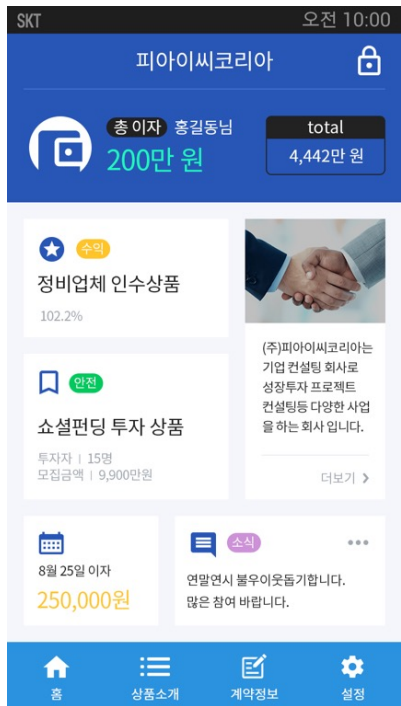 SKT 오전 10:00
피아이씨코리아
총 이자 홍길동님
200만 원
total
4,442만 원
수익
정비업체 인수상품
102.2%
안전
쇼셜펀딩 투자 상품
투자자 | 15명
모집금액 | 9,900만원
(주)피아이씨코리아는
기업 컨설팅 회사로
성장투자 프로젝트
컨설팅등 다양한 사업
을 하는 회사 입니다.
더보기 >
8월 25일 이자
250,000원
소식
연말연시 불우이웃돕기합니다.
많은 참여 바랍니다.
홈 상품소개 계약정보 설정